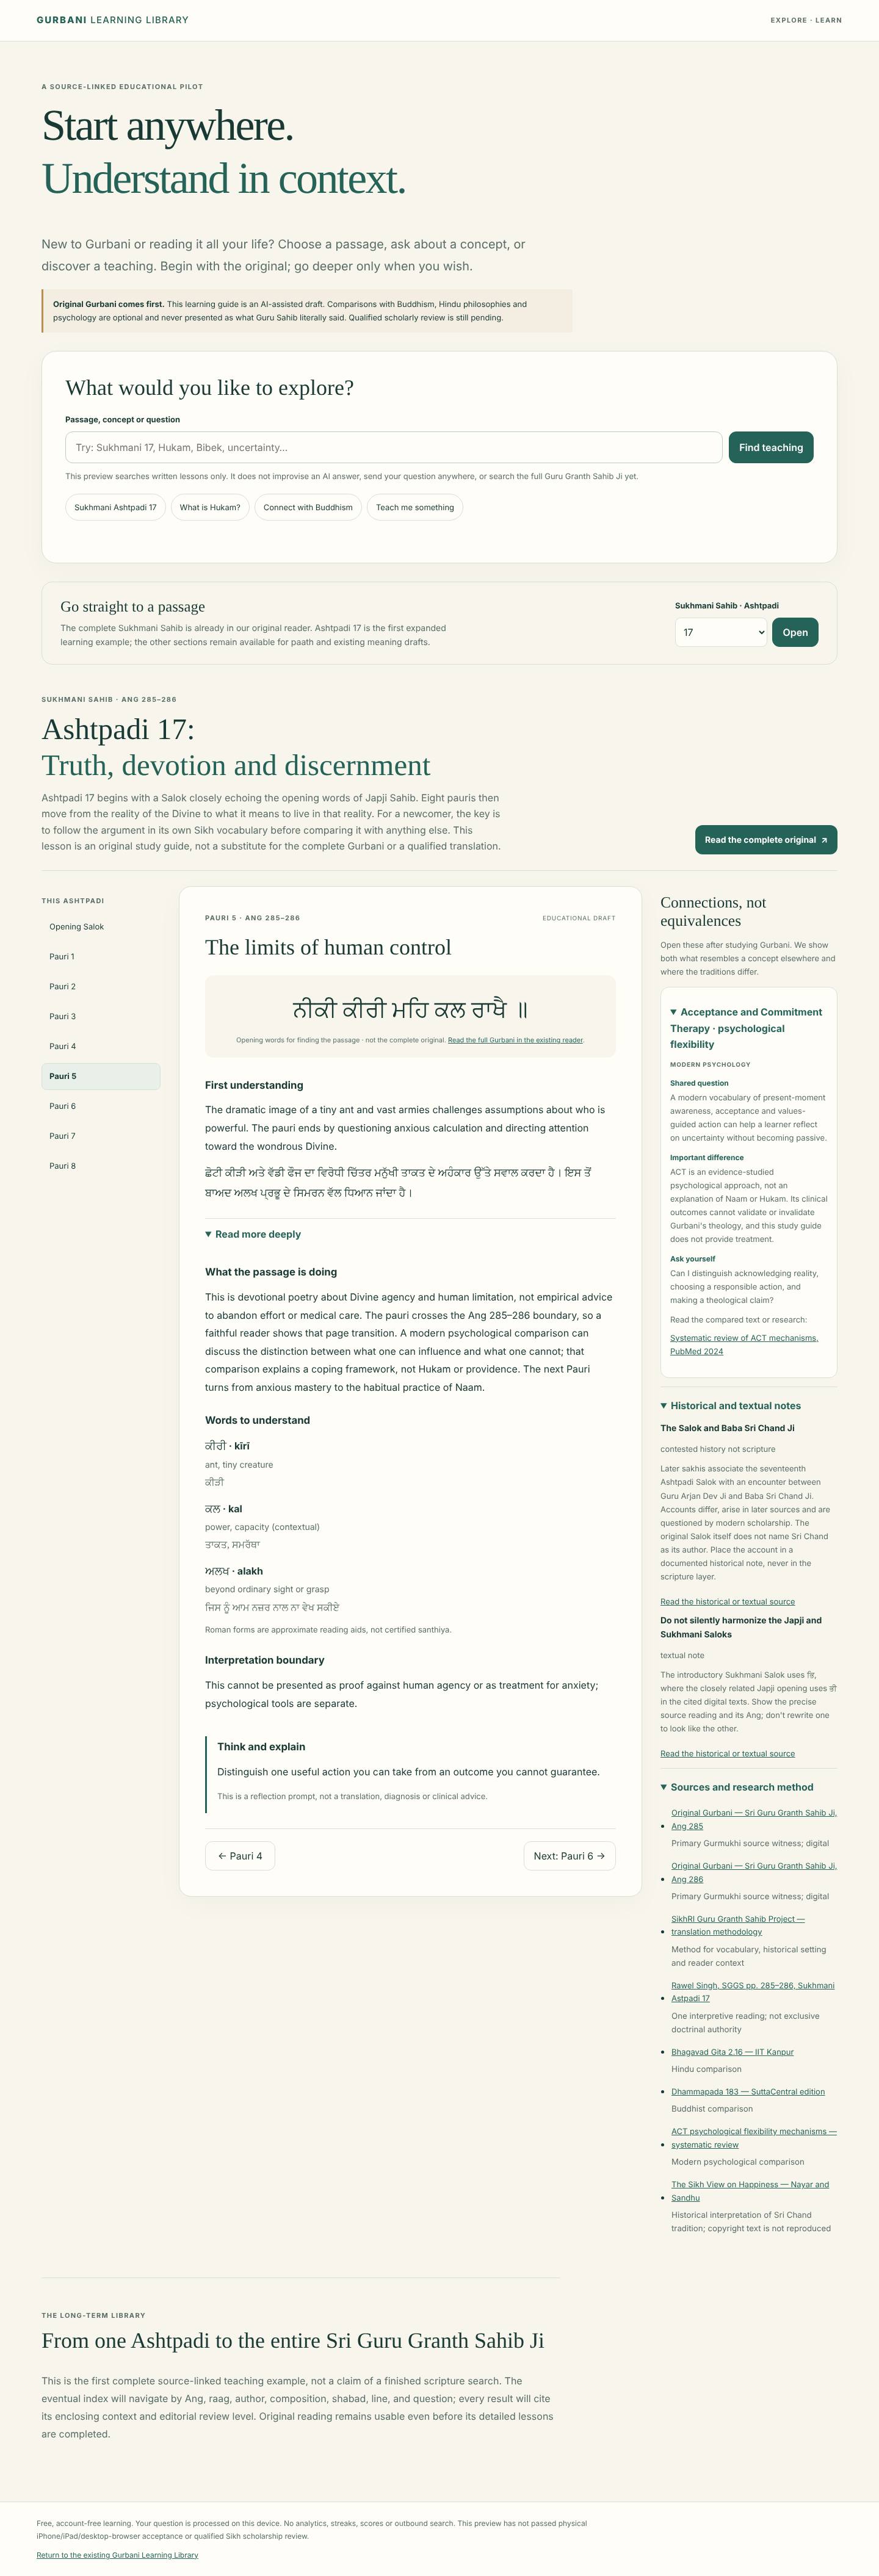 GURBANI LEARNING LIBRARY
EXPLORE · LEARN
A SOURCE-LINKED EDUCATIONAL PILOT
Start anywhere.
Understand in context.
New to Gurbani or reading it all your life? Choose a passage, ask about a concept, or
discover a teaching. Begin with the original; go deeper only when you wish.
Original Gurbani comes first. This learning guide is an AI-assisted draft. Comparisons with Buddhism, Hindu philosophies and
psychology are optional and never presented as what Guru Sahib literally said. Qualified scholarly review is still pending.
What would you like to explore?
Passage, concept or question
Try: Sukhmani 17, Hukam, Bibek, uncertainty…
Find teaching
This preview searches written lessons only. It does not improvise an AI answer, send your question anywhere, or search the full Guru Granth Sahib Ji yet.
Sukhmani Ashtpadi 17
What is Hukam?
Connect with Buddhism
Teach me something
Go straight to a passage
The complete Sukhmani Sahib is already in our original reader. Ashtpadi 17 is the first expanded
learning example; the other sections remain available for paath and existing meaning drafts.
Sukhmani Sahib · Ashtpadi
17
Open
SUKHMANI SAHIB · ANG 285–286
Ashtpadi 17:
Truth, devotion and discernment
Ashtpadi 17 begins with a Salok closely echoing the opening words of Japji Sahib. Eight pauris then
move from the reality of the Divine to what it means to live in that reality. For a newcomer, the key is
to follow the argument in its own Sikh vocabulary before comparing it with anything else. This
lesson is an original study guide, not a substitute for the complete Gurbani or a qualified translation.
Read the complete original ↗
THIS ASHTPADI
Opening Salok
Pauri 1
Pauri 2
Pauri 3
Pauri 4
Pauri 5
Pauri 6
Pauri 7
Pauri 8
PAURI 5 · ANG 285–286
EDUCATIONAL DRAFT
The limits of human control
ਨੀਕੀ ਕੀਰੀ ਮਹਿ ਕਲ ਰਾਖੈ ॥
Opening words for finding the passage · not the complete original. Read the full Gurbani in the existing reader.
First understanding
The dramatic image of a tiny ant and vast armies challenges assumptions about who is
powerful. The pauri ends by questioning anxious calculation and directing attention
toward the wondrous Divine.
ਛੋਟੀ ਕੀੜੀ ਅਤੇ ਵੱਡੀ ਫੌਜ ਦਾ ਵਿਰੋਧੀ ਚਿੱਤਰ ਮਨੁੱਖੀ ਤਾਕਤ ਦੇ ਅਹੰਕਾਰ ਉੱਤੇ ਸਵਾਲ ਕਰਦਾ ਹੈ। ਇਸ ਤੋਂ
ਬਾਅਦ ਅਲਖ ਪ੍ਰਭੂ ਦੇ ਸਿਮਰਨ ਵੱਲ ਧਿਆਨ ਜਾਂਦਾ ਹੈ।
▼ Read more deeply
What the passage is doing
This is devotional poetry about Divine agency and human limitation, not empirical advice
to abandon effort or medical care. The pauri crosses the Ang 285–286 boundary, so a
faithful reader shows that page transition. A modern psychological comparison can
discuss the distinction between what one can influence and what one cannot; that
comparison explains a coping framework, not Hukam or providence. The next Pauri
turns from anxious mastery to the habitual practice of Naam.
Words to understand
ਕੀਰੀ · kīrī
ant, tiny creature
ਕੀੜੀ
ਕਲ · kal
power, capacity (contextual)
ਤਾਕਤ, ਸਮਰੱਥਾ
ਅਲਖ · alakh
beyond ordinary sight or grasp
ਜਿਸ ਨੂੰ ਆਮ ਨਜ਼ਰ ਨਾਲ ਨਾ ਵੇਖ ਸਕੀਏ
Roman forms are approximate reading aids, not certified santhiya.
Interpretation boundary
This cannot be presented as proof against human agency or as treatment for anxiety;
psychological tools are separate.
Think and explain
Distinguish one useful action you can take from an outcome you cannot guarantee.
This is a reflection prompt, not a translation, diagnosis or clinical advice.
← Pauri 4
Next: Pauri 6 →
Connections, not
equivalences
Open these after studying Gurbani. We show
both what resembles a concept elsewhere and
where the traditions differ.
▼ Acceptance and Commitment
Therapy · psychological
flexibility
MODERN PSYCHOLOGY
Shared question
A modern vocabulary of present-moment
awareness, acceptance and values-
guided action can help a learner reflect
on uncertainty without becoming passive.
Important difference
ACT is an evidence-studied
psychological approach, not an
explanation of Naam or Hukam. Its clinical
outcomes cannot validate or invalidate
Gurbani's theology, and this study guide
does not provide treatment.
Ask yourself
Can I distinguish acknowledging reality,
choosing a responsible action, and
making a theological claim?
Read the compared text or research:
Systematic review of ACT mechanisms,
PubMed 2024
▼ Historical and textual notes
The Salok and Baba Sri Chand Ji
contested history not scripture
Later sakhis associate the seventeenth
Ashtpadi Salok with an encounter between
Guru Arjan Dev Ji and Baba Sri Chand Ji.
Accounts differ, arise in later sources and are
questioned by modern scholarship. The
original Salok itself does not name Sri Chand
as its author. Place the account in a
documented historical note, never in the
scripture layer.
Read the historical or textual source
Do not silently harmonize the Japji and
Sukhmani Saloks
textual note
The introductory Sukhmani Salok uses ਸਿ,
where the closely related Japji opening uses ਸੀ
in the cited digital texts. Show the precise
source reading and its Ang; don't rewrite one
to look like the other.
Read the historical or textual source
▼ Sources and research method
Original Gurbani — Sri Guru Granth Sahib Ji,
Ang 285
Primary Gurmukhi source witness; digital
Original Gurbani — Sri Guru Granth Sahib Ji,
Ang 286
Primary Gurmukhi source witness; digital
SikhRI Guru Granth Sahib Project —
translation methodology
Method for vocabulary, historical setting
and reader context
Rawel Singh, SGGS pp. 285–286, Sukhmani
Astpadi 17
One interpretive reading; not exclusive
doctrinal authority
Bhagavad Gita 2.16 — IIT Kanpur
Hindu comparison
Dhammapada 183 — SuttaCentral edition
Buddhist comparison
ACT psychological flexibility mechanisms —
systematic review
Modern psychological comparison
The Sikh View on Happiness — Nayar and
Sandhu
Historical interpretation of Sri Chand
tradition; copyright text is not reproduced
THE LONG-TERM LIBRARY
From one Ashtpadi to the entire Sri Guru Granth Sahib Ji
This is the first complete source-linked teaching example, not a claim of a finished scripture search. The
eventual index will navigate by Ang, raag, author, composition, shabad, line, and question; every result will cite
its enclosing context and editorial review level. Original reading remains usable even before its detailed lessons
are completed.
Free, account-free learning. Your question is processed on this device. No analytics, streaks, scores or outbound search. This preview has not passed physical
iPhone/iPad/desktop-browser acceptance or qualified Sikh scholarship review.
Return to the existing Gurbani Learning Library